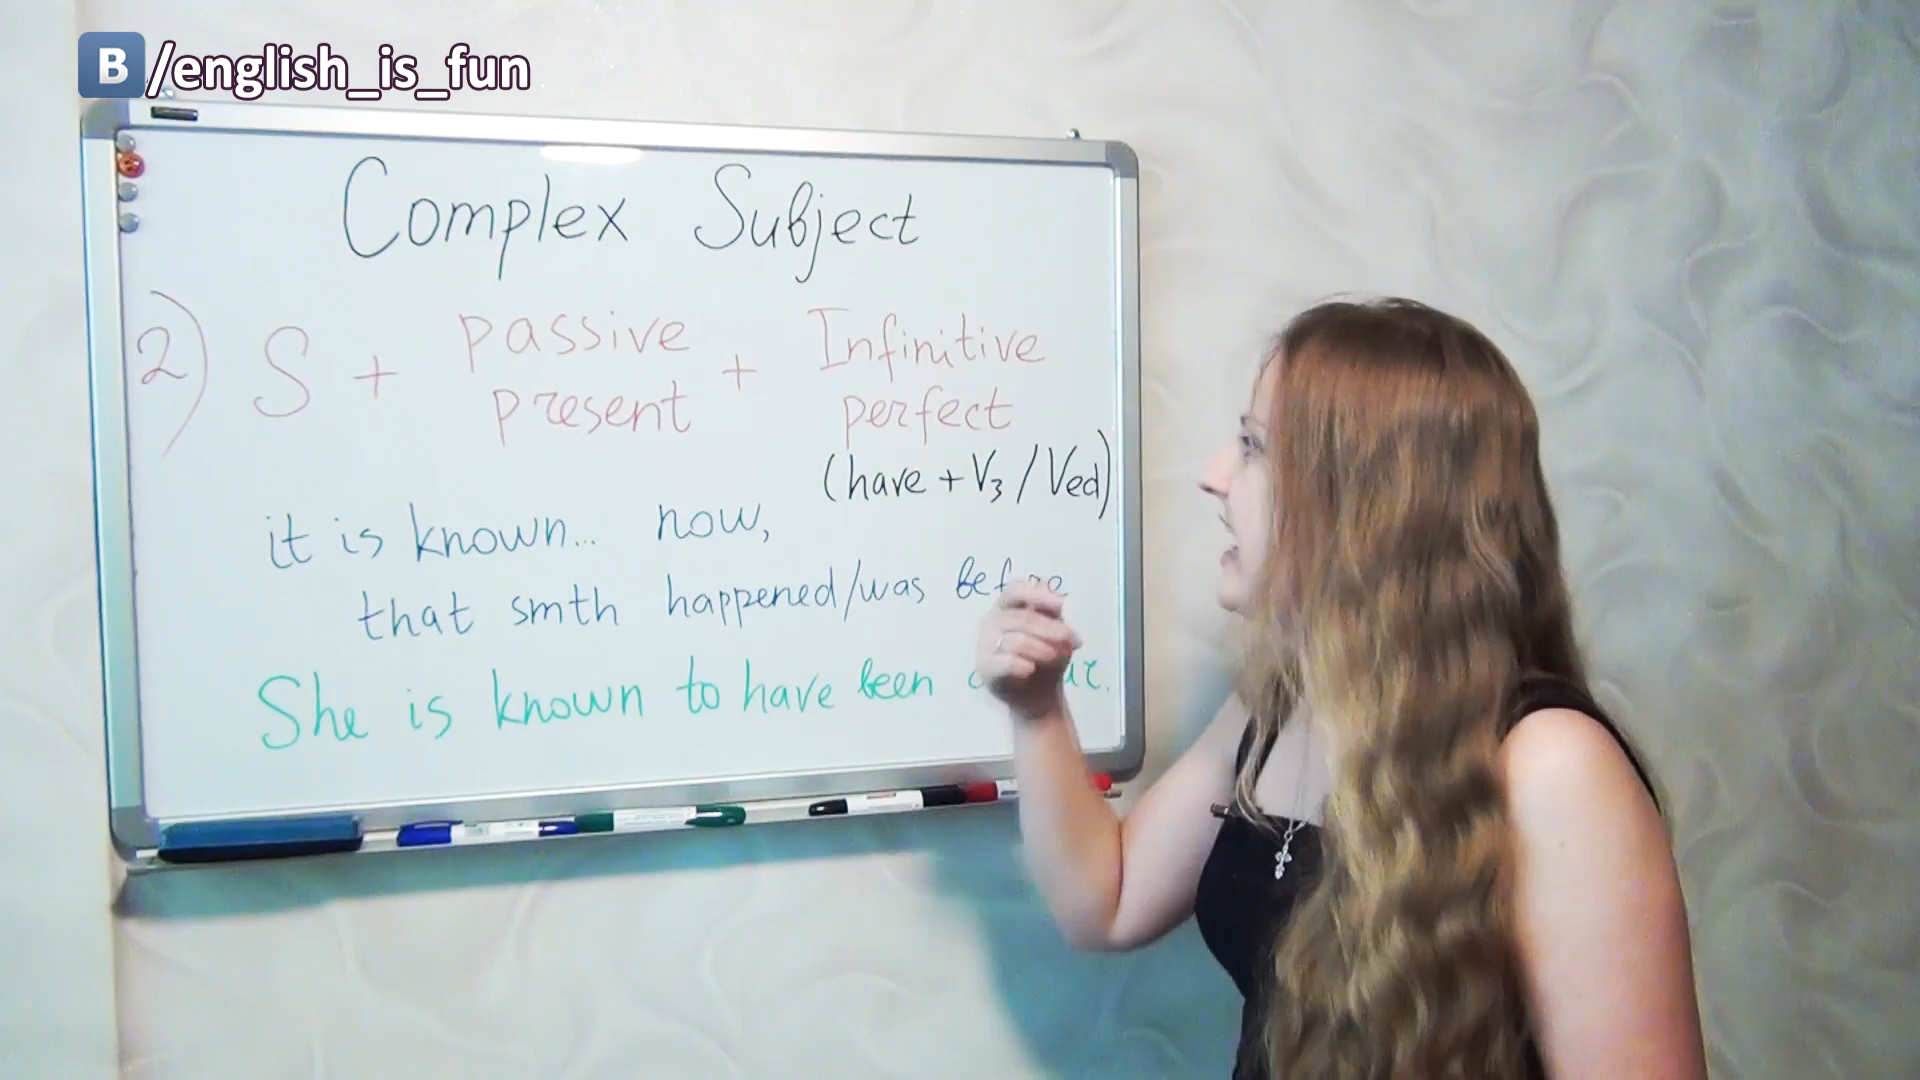 B/english_is_fun
Complex Subject
2) S + passive present + Infinitive perfect
(have + V3 / Ved)
it is known... now,
that smth happened/was before
She is known to have been